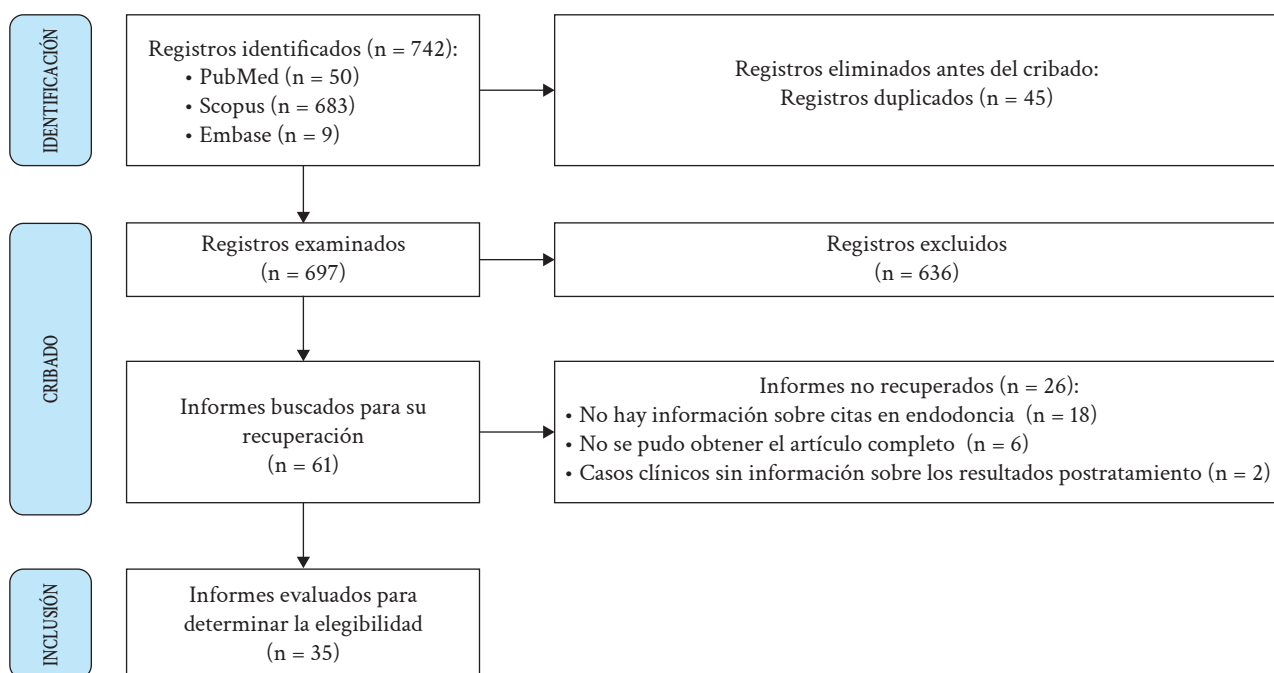 IDENTIFICACIÓN
Registros identificados (n = 742):
• PubMed (n = 50)
• Scopus (n = 683)
• Embase (n = 9)
Registros eliminados antes del cribado:
Registros duplicados (n = 45)
CRIBADO
Registros examinados
(n = 697)
Registros excluidos
(n = 636)
Informes buscados para su
recuperación
(n = 61)
Informes no recuperados (n = 26):
• No hay información sobre citas en endodoncia (n = 18)
• No se pudo obtener el artículo completo (n = 6)
• Casos clínicos sin información sobre los resultados postratamiento (n = 2)
INCLUSIÓN
Informes evaluados para
determinar la elegibilidad
(n = 35)